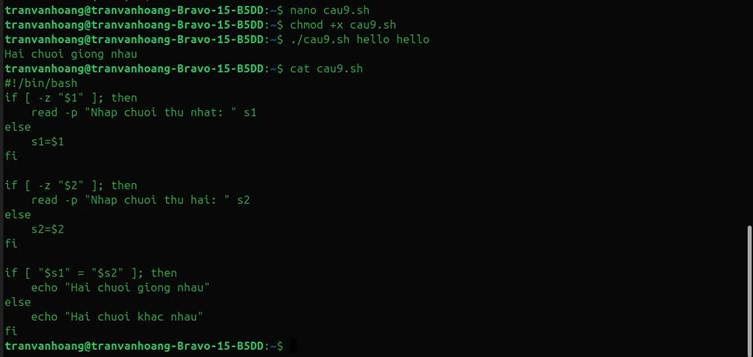 tranvanhoang@tranvanhoang-Bravo-15-B5DD:~$ nano cau9.sh
tranvanhoang@tranvanhoang-Bravo-15-B5DD:~$ chmod +x cau9.sh
tranvanhoang@tranvanhoang-Bravo-15-B5DD:~$ ./cau9.sh hello hello
Hai chuoi giong nhau
tranvanhoang@tranvanhoang-Bravo-15-B5DD:~$ cat cau9.sh
#!/bin/bash
if [ -z "$1" ]; then
    read -p "Nhap chuoi thu nhat: " s1
else
    s1=$1
fi

if [ -z "$2" ]; then
    read -p "Nhap chuoi thu hai: " s2
else
    s2=$2
fi

if [ "$s1" = "$s2" ]; then
    echo "Hai chuoi giong nhau"
else
    echo "Hai chuoi khac nhau"
fi
tranvanhoang@tranvanhoang-Bravo-15-B5DD:~$